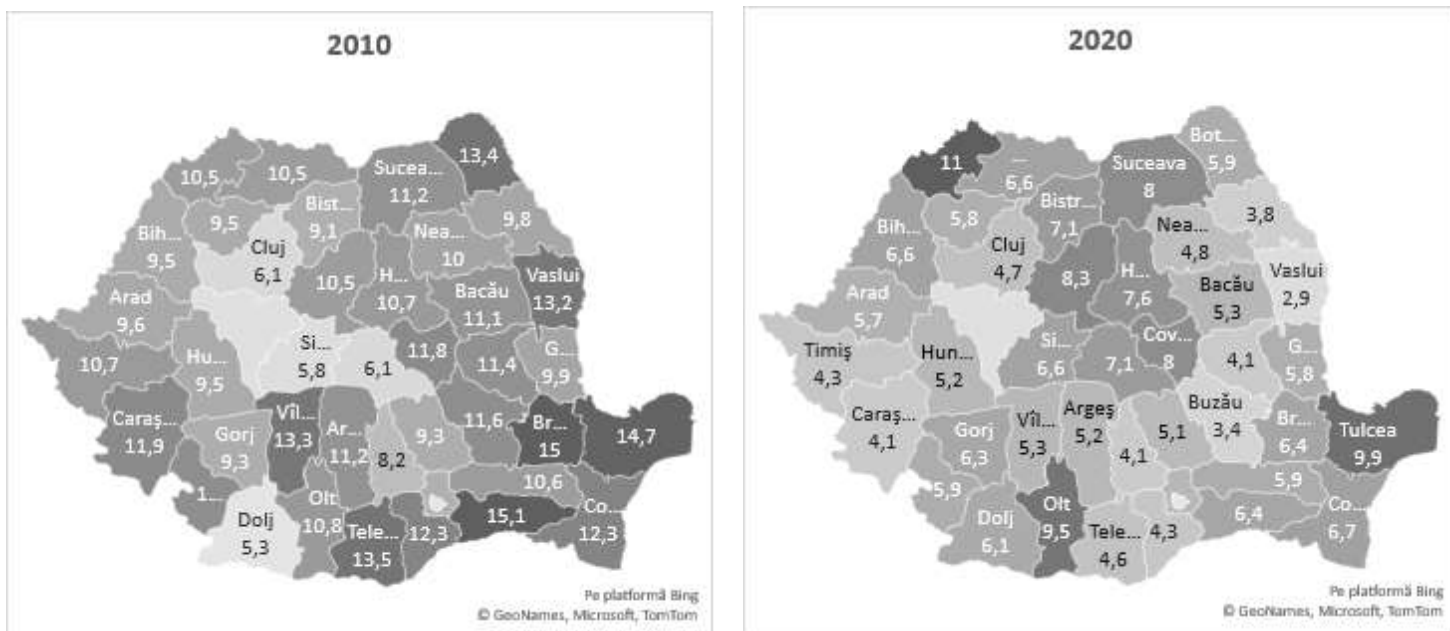 2010
13,4
10,5
10,5
Sucea...
11,2
9,5
Bist...
9,1
9,8
Bih...
9,5
Cluj
6,1
Nea...
10
10,5
H...
10,7
Vaslui
13,2
Arad
9,6
Bacău
11,1
Si...
5,8
6,1
11,8
11,4
G...
9,9
10,7
Hu...
9,5
Caraş...
11,9
Gorj
9,3
Vîl...
13,3
Ar...
11,2
8,2
9,3
11,6
Br...
15
14,7
10,6
1...
Dolj
5,3
Olt
10,8
Tele...
13,5
12,3
15,1
Co...
12,3
Pe platformă Bing
© GeoNames, Microsoft, TomTom
2020
Bot...
5,9
11
...
6,6
Suceava
8
5,8
Bistr...
7,1
3,8
Bih...
6,6
Cluj
4,7
Nea...
4,8
8,3
H...
7,6
Vaslui
2,9
Bacău
5,3
Arad
5,7
Timiş
4,3
Hun...
5,2
Si...
6,6
7,1
Cov...
8
4,1
G...
5,8
Caraş...
4,1
Gorj
6,3
Vîl...
5,3
Argeş
5,2
4,1
5,1
Buzău
3,4
Br...
6,4
Tulcea
9,9
5,9
5,9
Dolj
6,1
Olt
9,5
Tele...
4,6
4,3
6,4
Co...
6,7
Pe platformă Bing
© GeoNames, Microsoft, TomTom